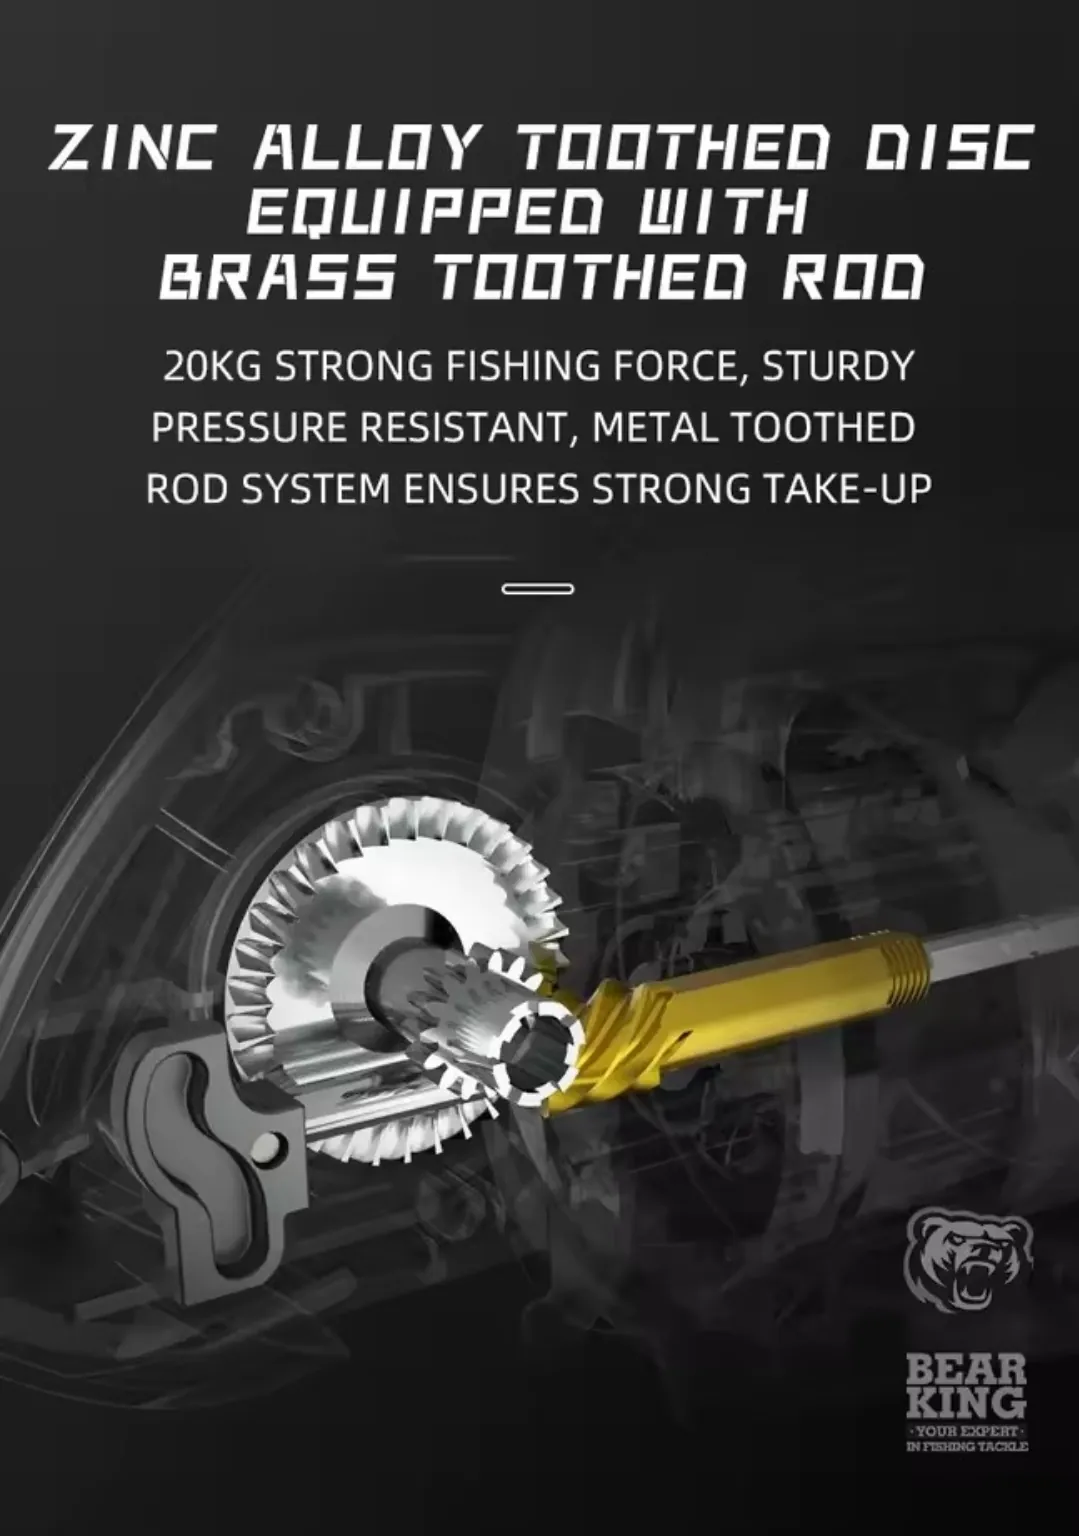 ZINC ALLOY TOOTHED DISC
EQUIPPED WITH
BRASS TOOTHED ROD
20KG STRONG FISHING FORCE, STURDY
PRESSURE RESISTANT, METAL TOOTHED
ROD SYSTEM ENSURES STRONG TAKE-UP
BEAR
KING
· YOUR EXPERT ·
IN FISHING TACKLE